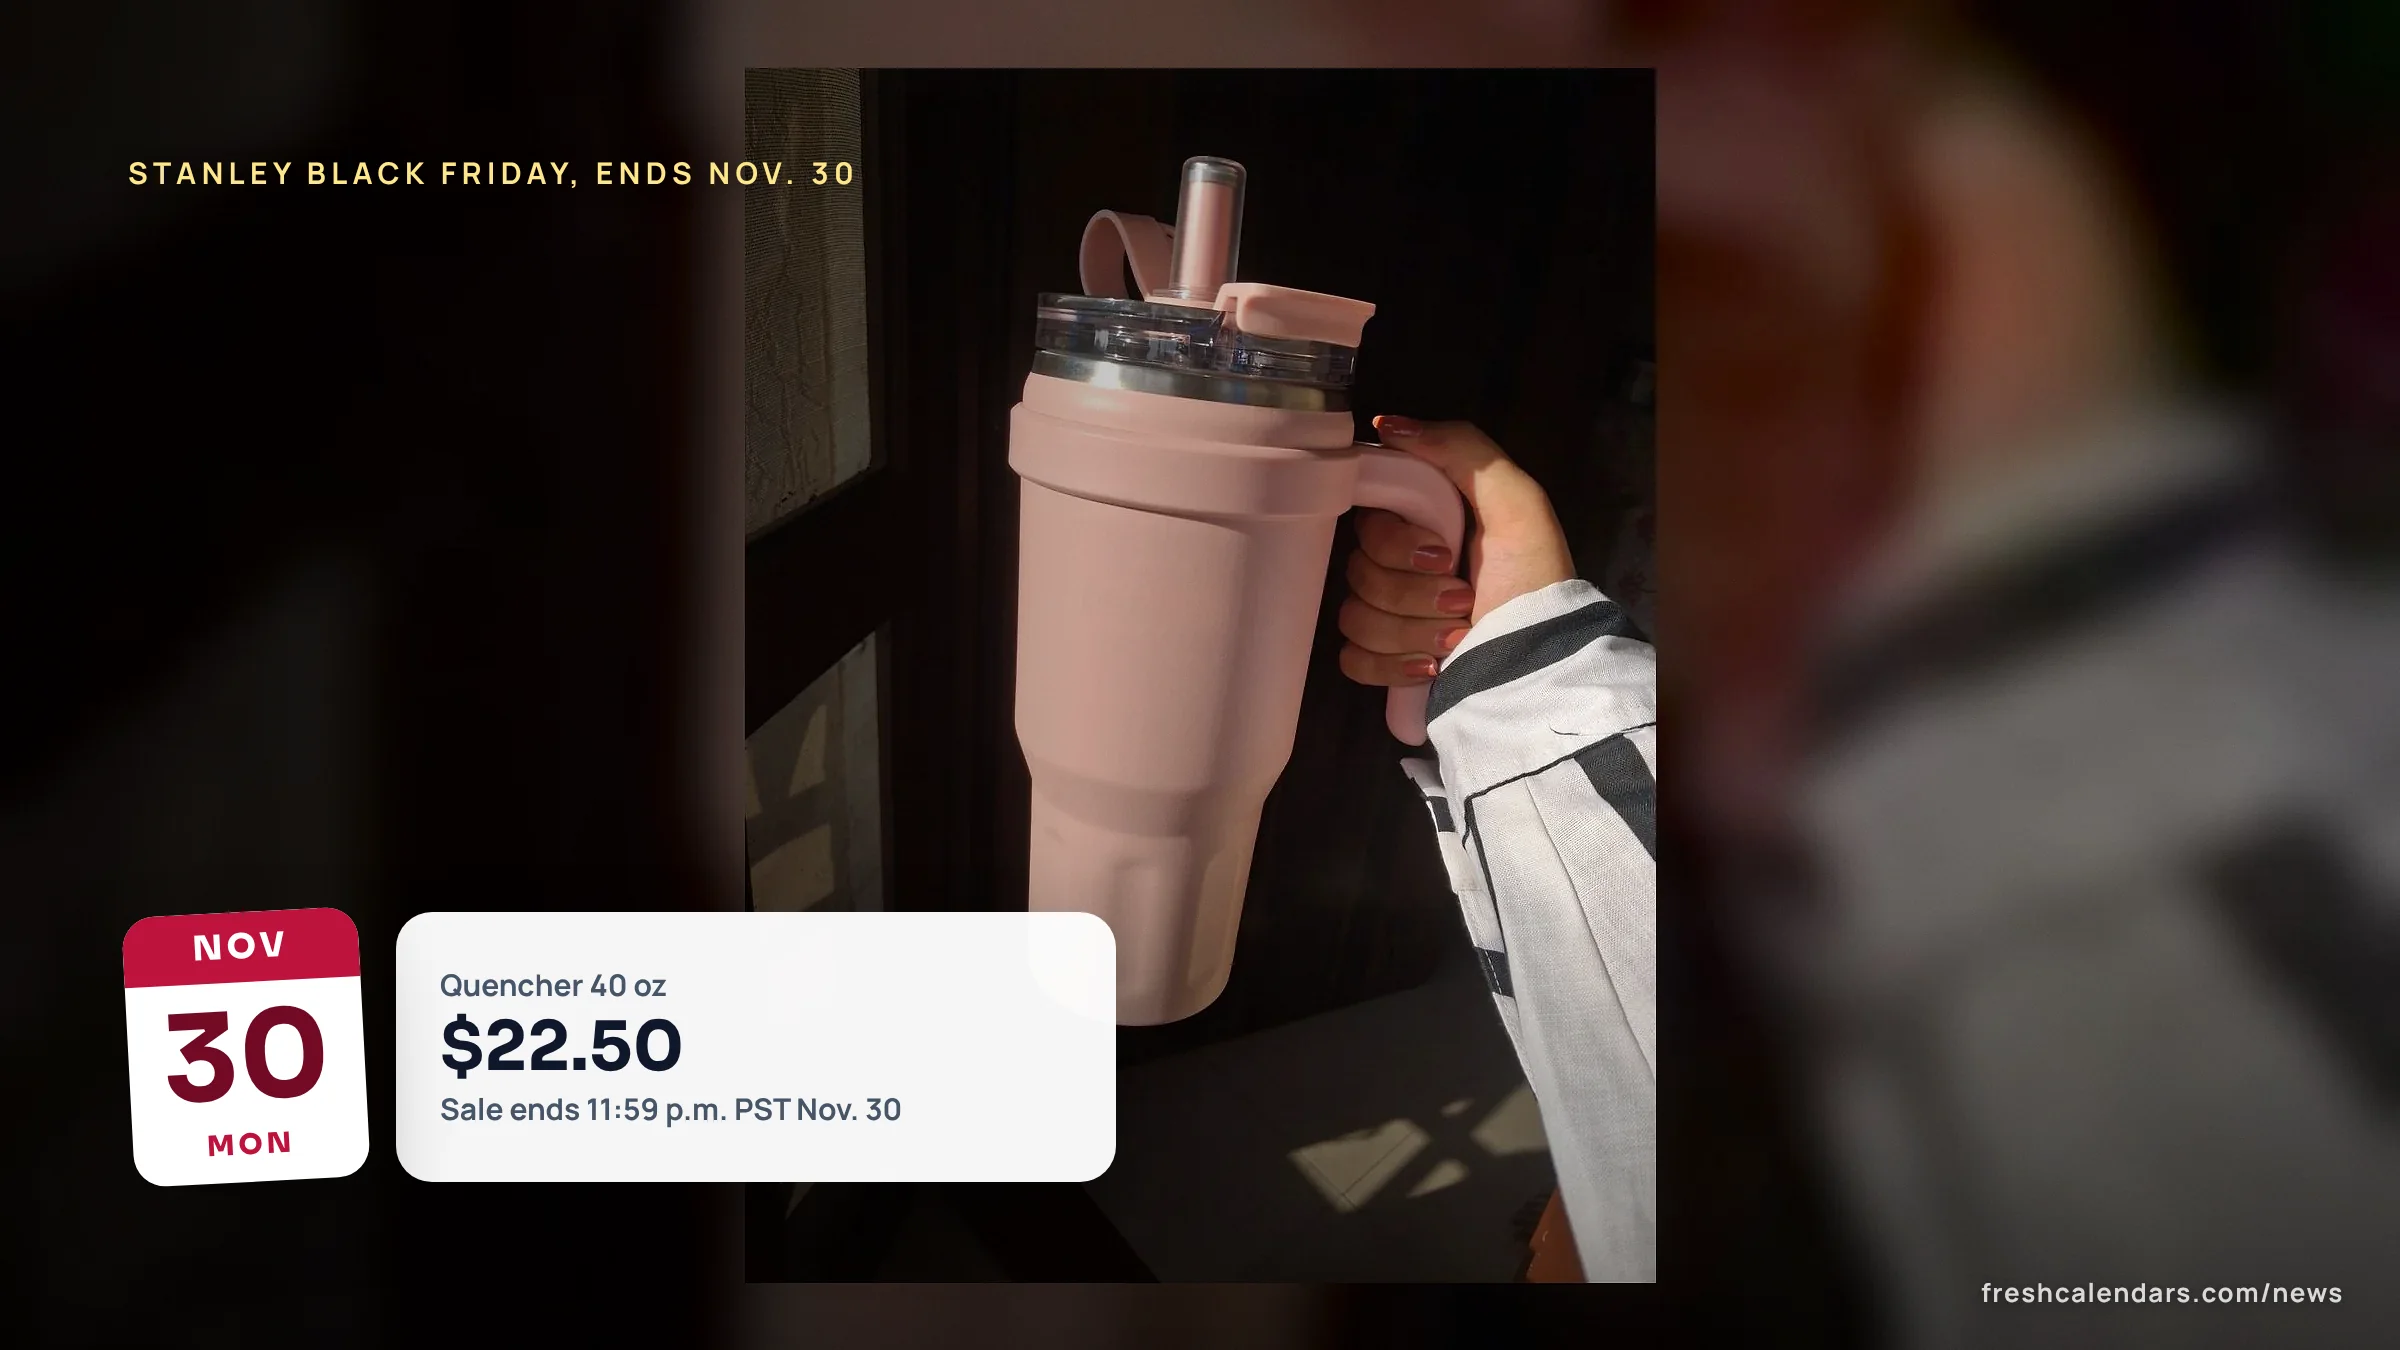 STANLEY BLACK FRIDAY, ENDS NOV. 30
NOV
30
MON
Quencher 40 oz
$22.50
Sale ends 11:59 p.m. PST Nov. 30
freshcalendars.com/news